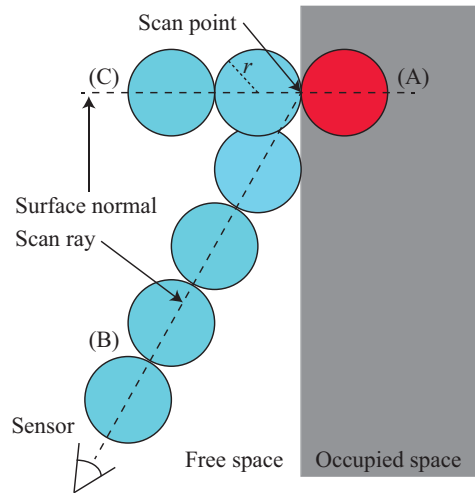 Scan point
(C)
r
(A)
Surface normal
Scan ray
(B)
Sensor
Free space
Occupied space